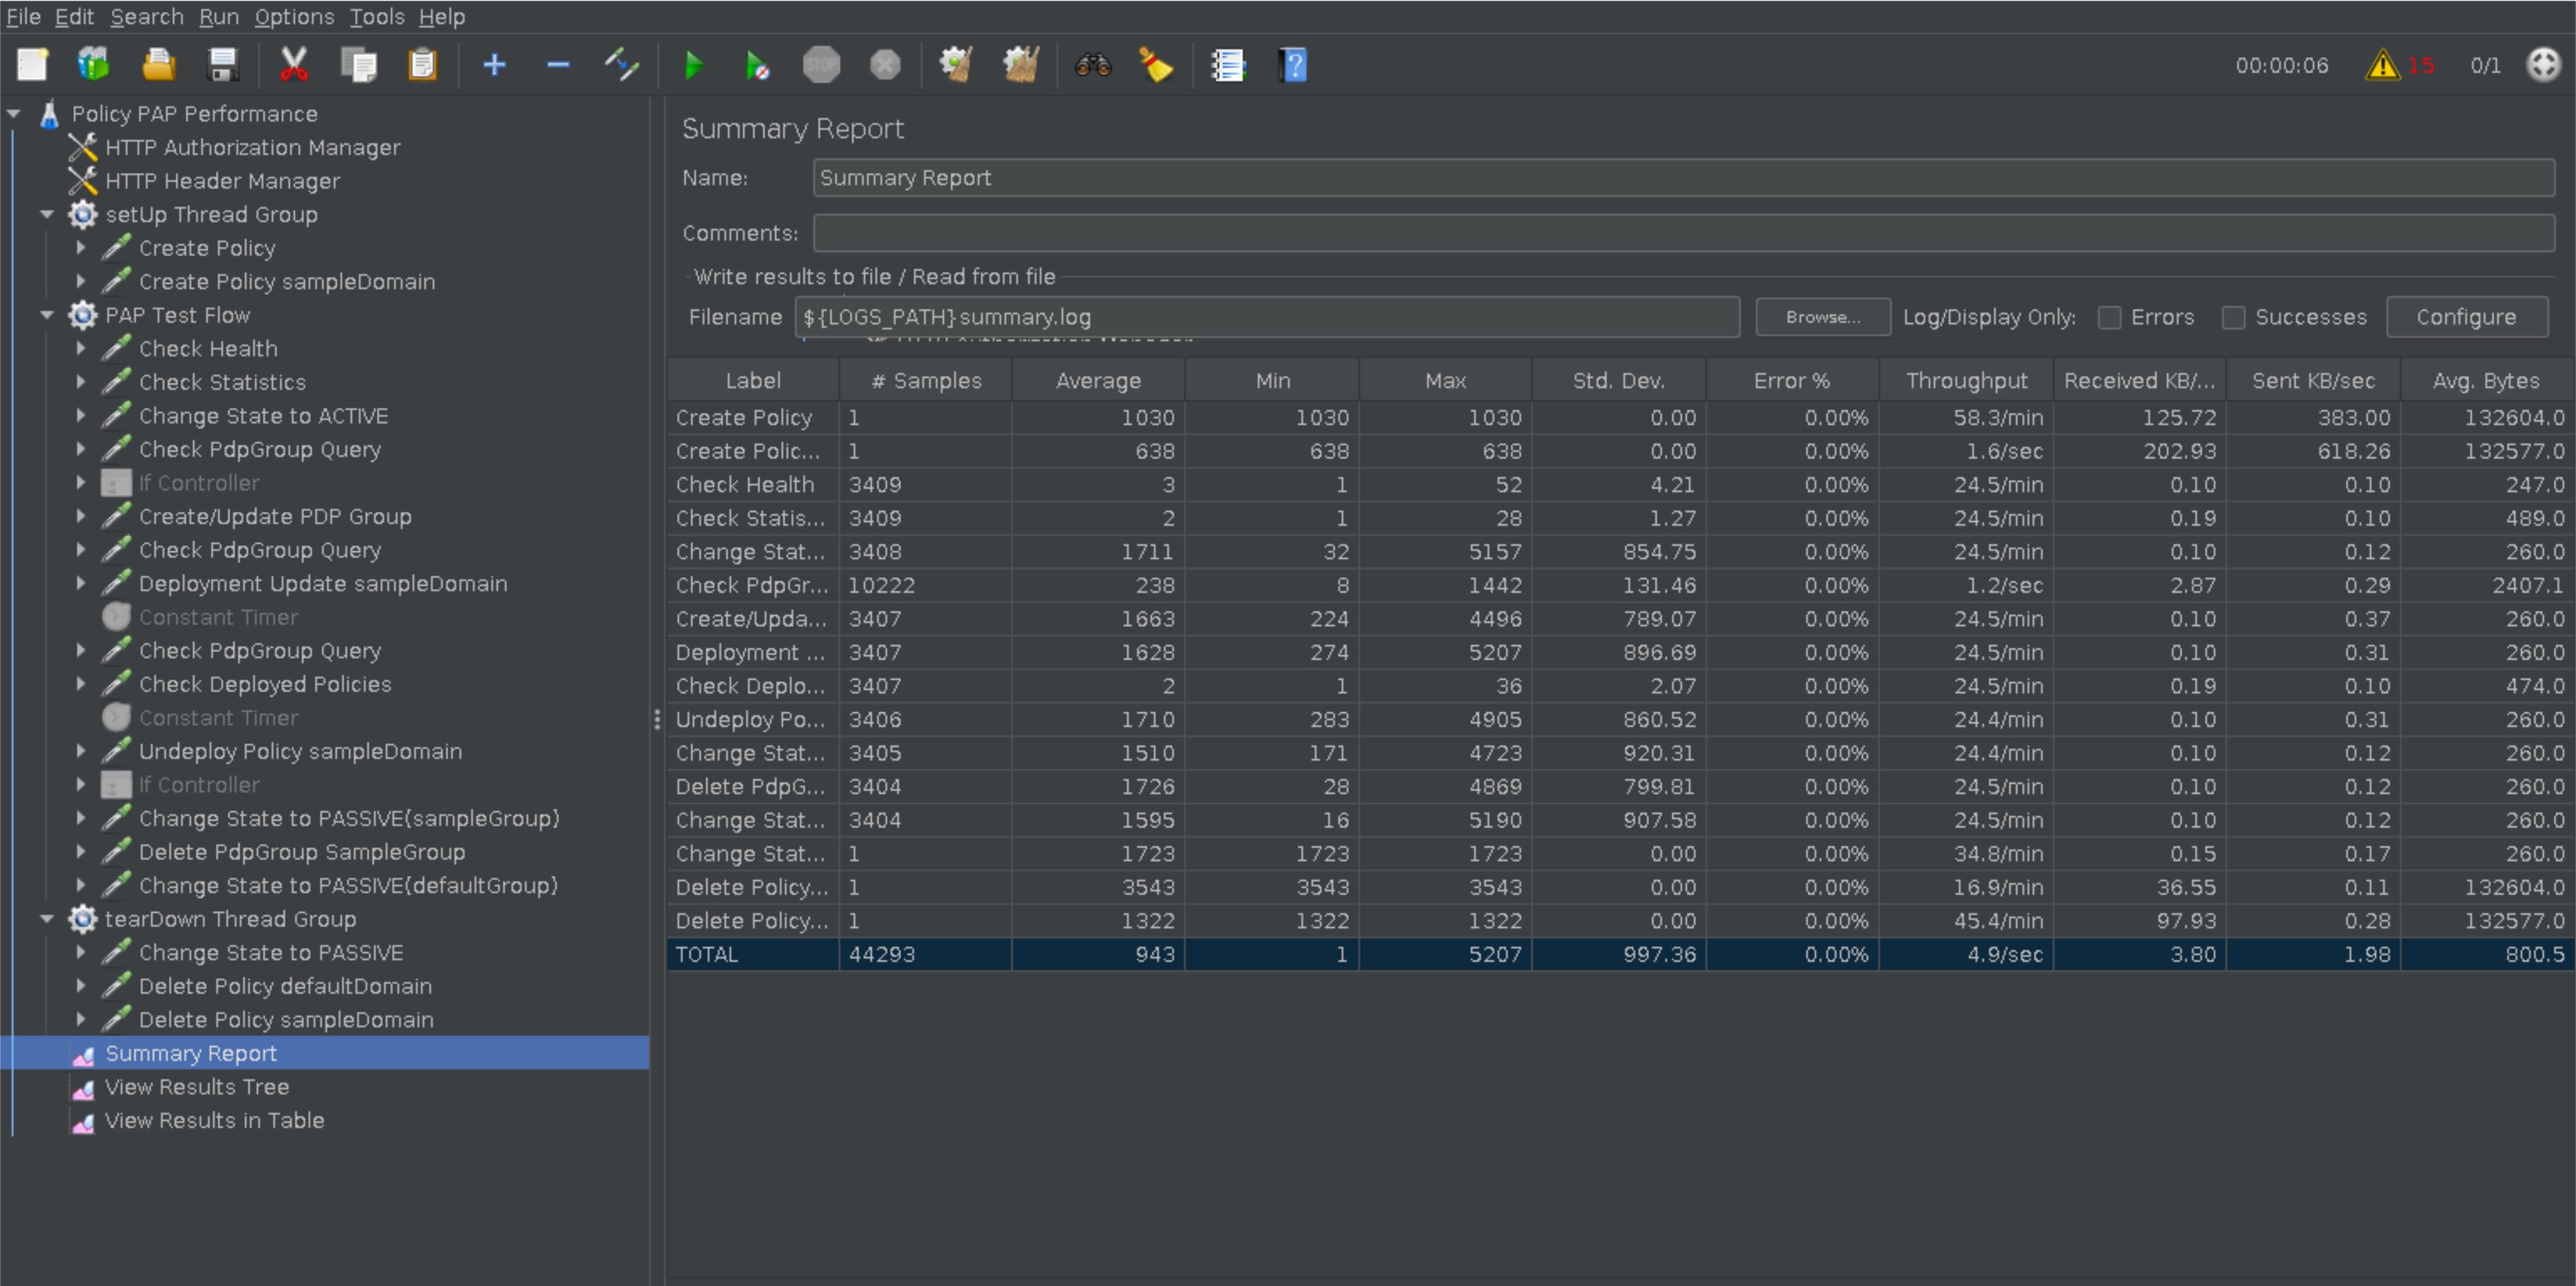 File Edit Search Run Options Tools Help
STOP
00:00:06 15 0/1
Policy PAP Performance
HTTP Authorization Manager
HTTP Header Manager
setUp Thread Group
Create Policy
Create Policy sampleDomain
PAP Test Flow
Check Health
Check Statistics
Change State to ACTIVE
Check PdpGroup Query
If Controller
Create/Update PDP Group
Check PdpGroup Query
Deployment Update sampleDomain
Constant Timer
Check PdpGroup Query
Check Deployed Policies
Constant Timer
Undeploy Policy sampleDomain
If Controller
Change State to PASSIVE(sampleGroup)
Delete PdpGroup SampleGroup
Change State to PASSIVE(defaultGroup)
tearDown Thread Group
Change State to PASSIVE
Delete Policy defaultDomain
Delete Policy sampleDomain
Summary Report
View Results Tree
View Results in Table
Summary Report
Name: Summary Report
Comments:
Write results to file / Read from file
Filename ${LOGS_PATH}summary.log Browse... Log/Display Only: Errors Successes Configure
Label # Samples Average Min Max Std. Dev. Error % Throughput Received KB/... Sent KB/sec Avg. Bytes
Create Policy 1 1030 1030 1030 0.00 0.00% 58.3/min 125.72 383.00 132604.0
Create Polic... 1 638 638 638 0.00 0.00% 1.6/sec 202.93 618.26 132577.0
Check Health 3409 3 1 52 4.21 0.00% 24.5/min 0.10 0.10 247.0
Check Statis... 3409 2 1 28 1.27 0.00% 24.5/min 0.19 0.10 489.0
Change Stat... 3408 1711 32 5157 854.75 0.00% 24.5/min 0.10 0.12 260.0
Check PdpGr... 10222 238 8 1442 131.46 0.00% 1.2/sec 2.87 0.29 2407.1
Create/Upda... 3407 1663 224 4496 789.07 0.00% 24.5/min 0.10 0.37 260.0
Deployment ... 3407 1628 274 5207 896.69 0.00% 24.5/min 0.10 0.31 260.0
Check Deplo... 3407 2 1 36 2.07 0.00% 24.5/min 0.19 0.10 474.0
Undeploy Po... 3406 1710 283 4905 860.52 0.00% 24.4/min 0.10 0.31 260.0
Change Stat... 3405 1510 171 4723 920.31 0.00% 24.4/min 0.10 0.12 260.0
Delete PdpG... 3404 1726 28 4869 799.81 0.00% 24.5/min 0.10 0.12 260.0
Change Stat... 3404 1595 16 5190 907.58 0.00% 24.5/min 0.10 0.12 260.0
Change Stat... 1 1723 1723 1723 0.00 0.00% 34.8/min 0.15 0.17 260.0
Delete Policy... 1 3543 3543 3543 0.00 0.00% 16.9/min 36.55 0.11 132604.0
Delete Policy... 1 1322 1322 1322 0.00 0.00% 45.4/min 97.93 0.28 132577.0
TOTAL 44293 943 1 5207 997.36 0.00% 4.9/sec 3.80 1.98 800.5